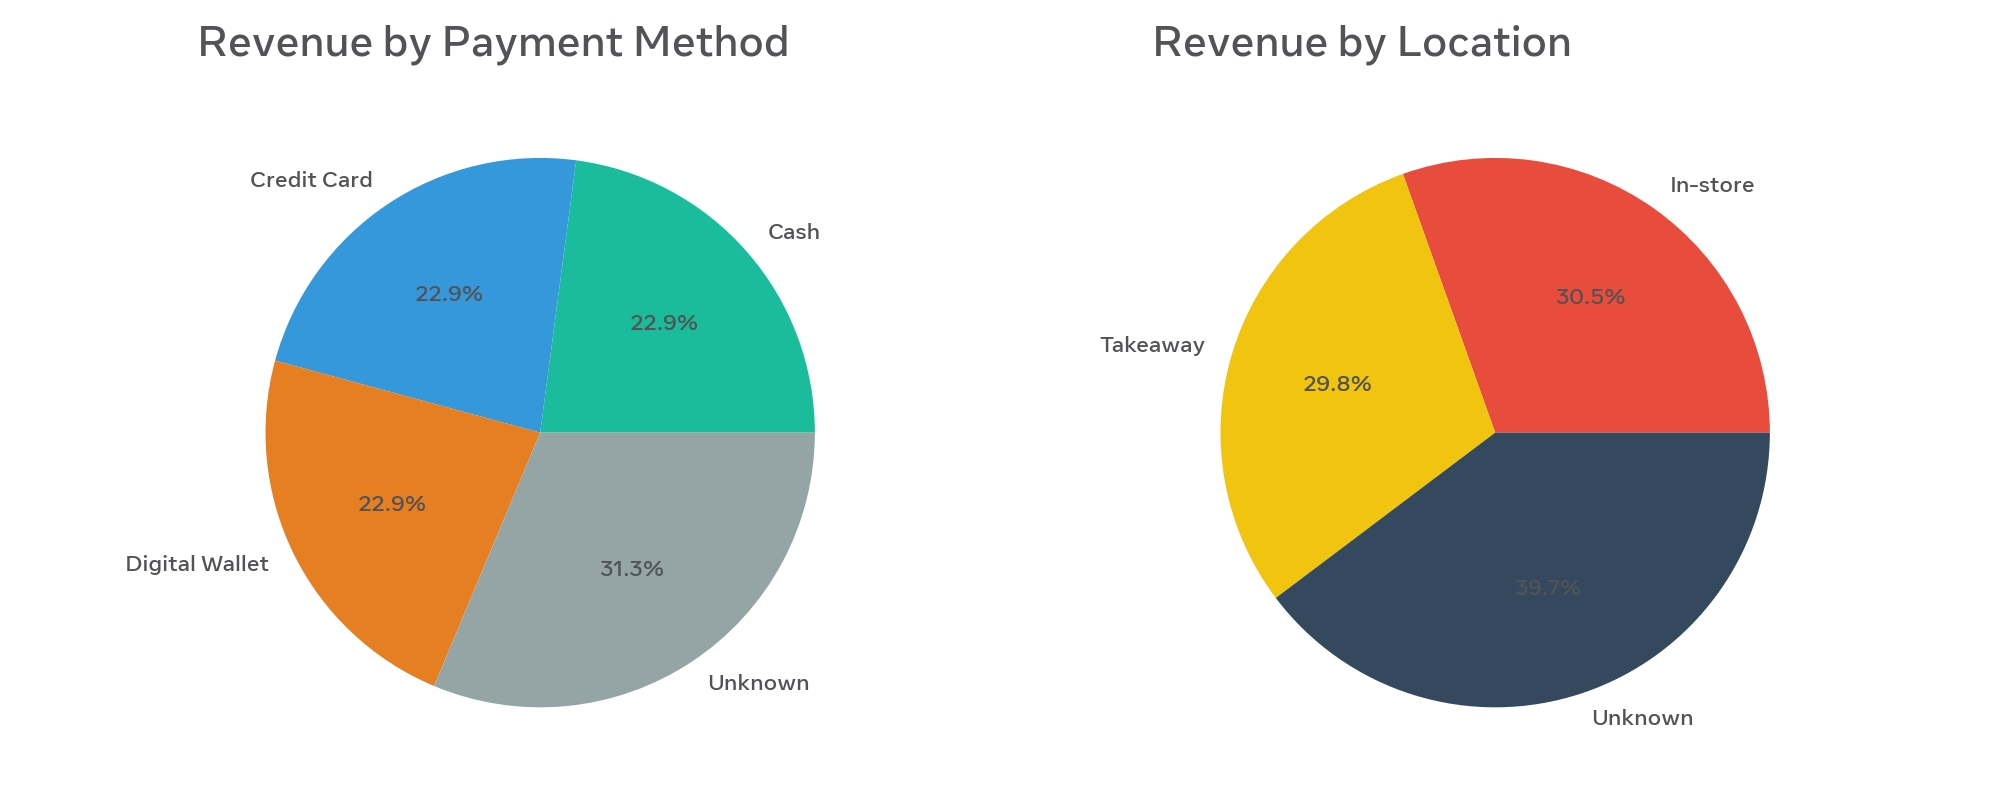 Revenue by Payment Method
Credit Card
Cash
22.9%
22.9%
22.9%
Digital Wallet
31.3%
Unknown
Revenue by Location
In-store
30.5%
Takeaway
29.8%
39.7%
Unknown